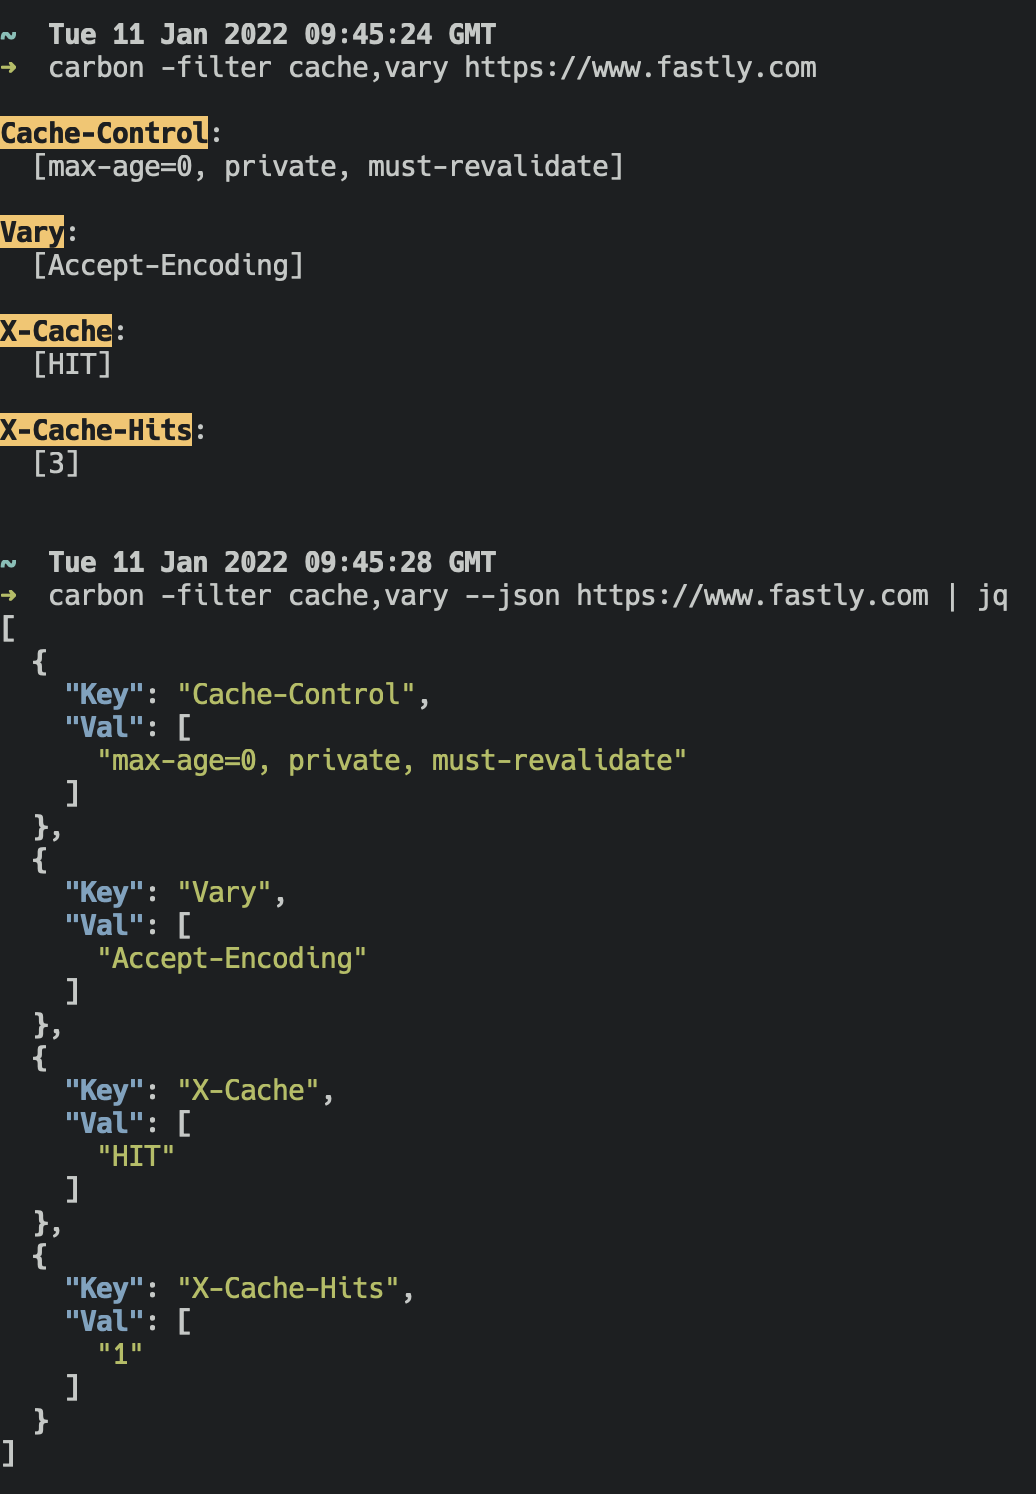 ~  Tue 11 Jan 2022 09:45:24 GMT
➜  carbon -filter cache,vary https://www.fastly.com

Cache-Control:
  [max-age=0, private, must-revalidate]

Vary:
  [Accept-Encoding]

X-Cache:
  [HIT]

X-Cache-Hits:
  [3]

~  Tue 11 Jan 2022 09:45:28 GMT
➜  carbon -filter cache,vary --json https://www.fastly.com | jq
[
  {
    "Key": "Cache-Control",
    "Val": [
      "max-age=0, private, must-revalidate"
    ]
  },
  {
    "Key": "Vary",
    "Val": [
      "Accept-Encoding"
    ]
  },
  {
    "Key": "X-Cache",
    "Val": [
      "HIT"
    ]
  },
  {
    "Key": "X-Cache-Hits",
    "Val": [
      "1"
    ]
  }
]